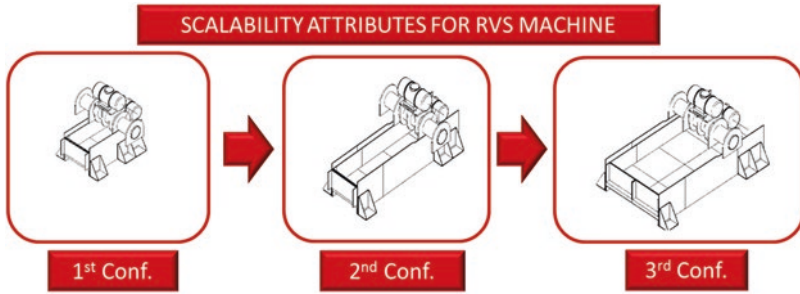 SCALABILITY ATTRIBUTES FOR RVS MACHINE
1st Conf.
2nd Conf.
3rd Conf.